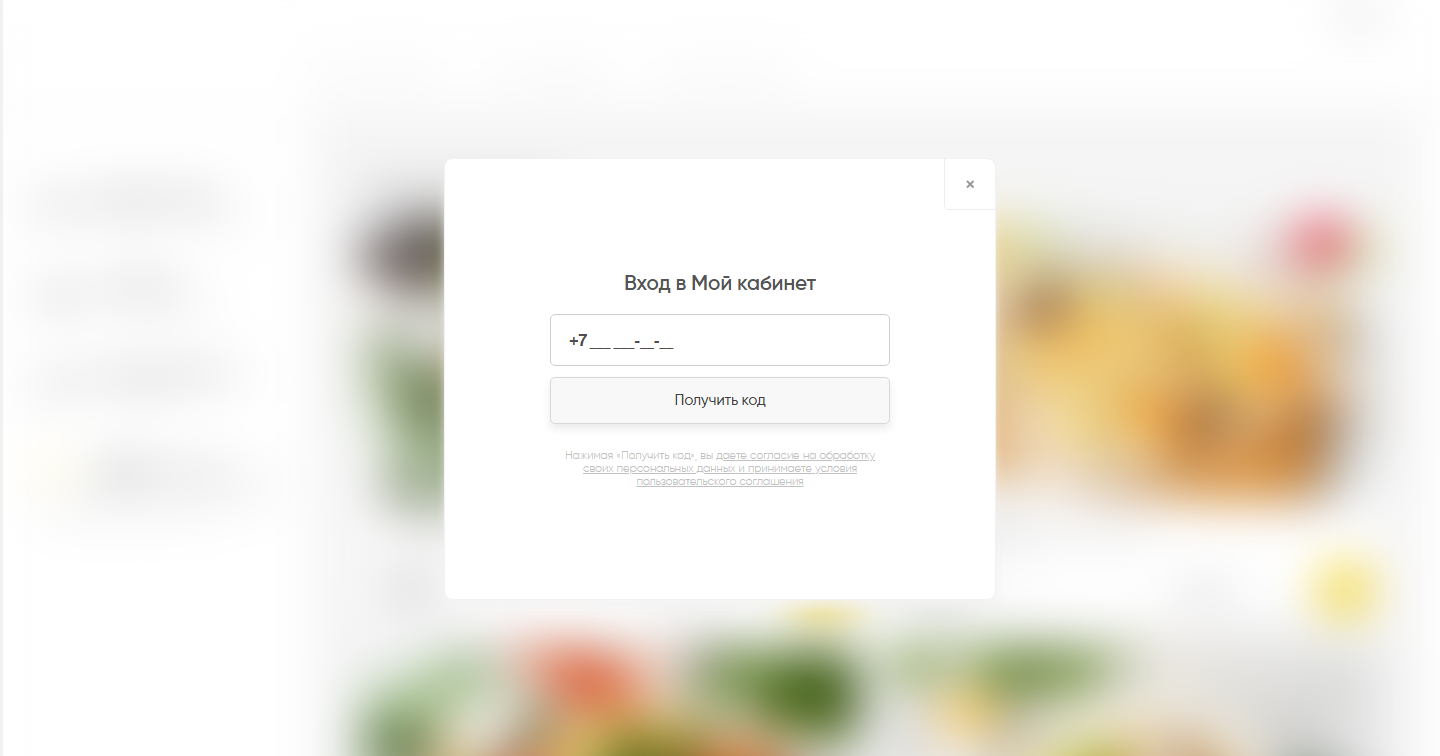 ×
Вход в Мой кабинет
+7 ___ ___-__-__
Получить код
Нажимая «Получить код», вы даете согласие на обработку
своих персональных данных и принимаете условия
пользовательского соглашения